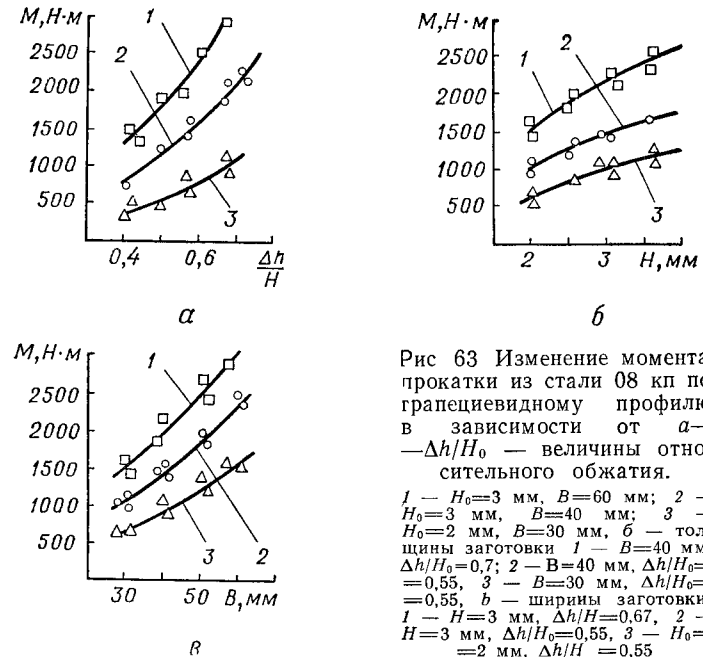 М,Н·м
2500
2000
1500
1000
500
0,4
0,6
Δh
H
1
2
3
а
М,Н·м
2500
2000
1500
1000
500
2
3
Н,мм
1
2
3
б
М,Н·м
2500
2000
1500
1000
500
30
50
В,мм
1
2
3
в
Рис 63 Изменение момента
прокатки из стали 08 кп по
трапециевидному профилю
в зависимости от а—
—Δh/H₀ — величины отно
сительного обжатия.
1 — H₀=3 мм, B=60 мм; 2 —
H₀=3 мм, B=40 мм; 3 —
H₀=2 мм, B=30 мм, б — тол
щины заготовки 1 — B=40 мм
Δh/H₀=0,7; 2 — B=40 мм, Δh/H₀=
=0,55, 3 — B=30 мм, Δh/H₀=
=0,55, b — ширины заготовки
1 — H=3 мм, Δh/H=0,67, 2 —
H=3 мм, Δh/H₀=0,55, 3 — H₀=
=2 мм, Δh/H =0,55